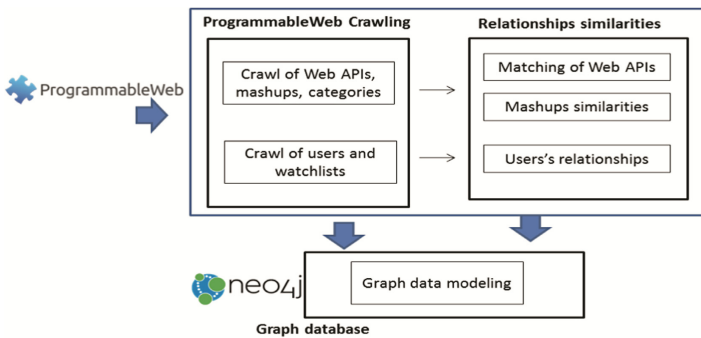 ProgrammableWeb Crawling
Relationships similarities
ProgrammableWeb
Crawl of Web APIs,
mashups, categories
Matching of Web APIs
Mashups similarities
Crawl of users and
watchlists
Users's relationships
neo4j
Graph data modeling
Graph database